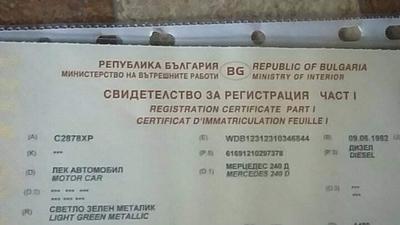 РЕПУБЛИКА БЪЛГАРИЯ BG REPUBLIC OF BULGARIA
МИНИСТЕРСТВО НА ВЪТРЕШНИТЕ РАБОТИ MINISTRY OF INTERIOR
СВИДЕТЕЛСТВО ЗА РЕГИСТРАЦИЯ ЧАСТ I
REGISTRATION CERTIFICATE PART I
CERTIFICAT D'IMMATRICULATION FEUILLE I
(A) C2878XP (E) WDB12312310346844 (B) 09.06.1982
(K) *** (P.5) 61691210297378 (P.3) ДИЗЕЛ
*** DIESEL
(D) ЛЕК АВТОМОБИЛ (D.1) МЕРЦЕДЕС 240 Д ***
MOTOR CAR MERCEDES 240 D ***
(R) СВЕТЛО ЗЕЛЕН МЕТАЛИК
LIGHT GREEN METALLIC